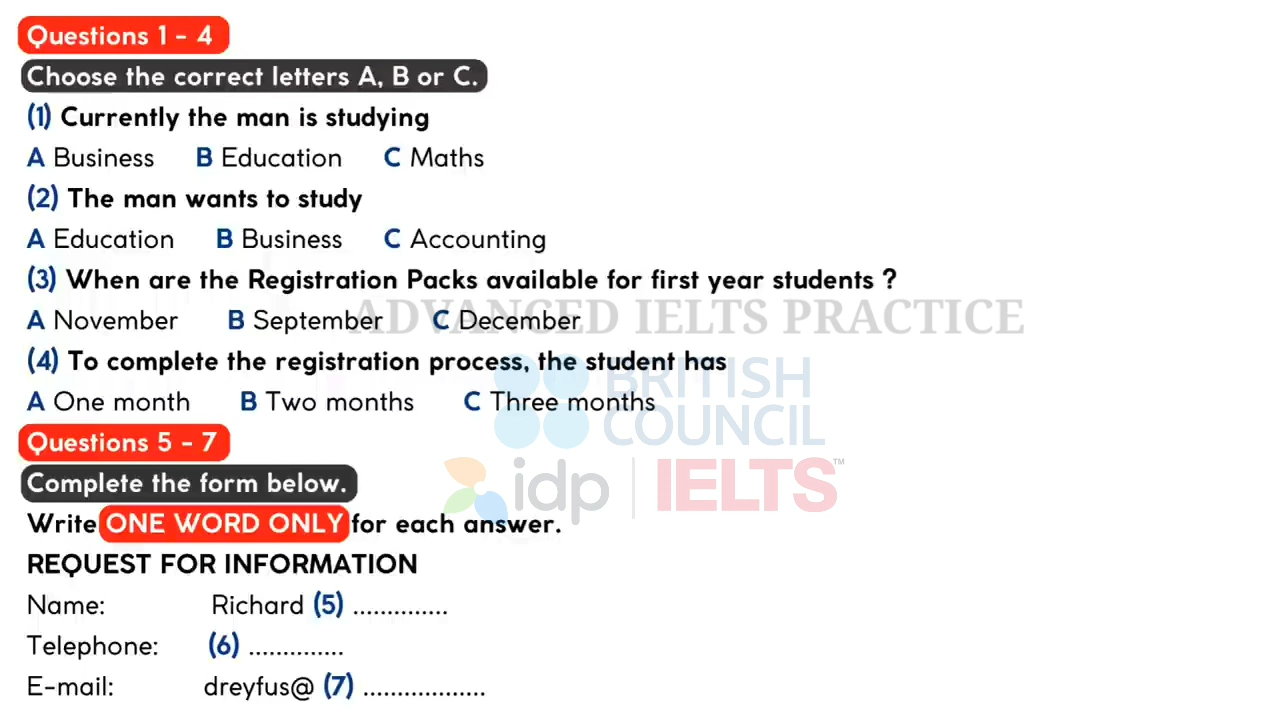 Questions 1 - 4
Choose the correct letters A, B or C.
(1) Currently the man is studying
A Business B Education C Maths
(2) The man wants to study
A Education B Business C Accounting
(3) When are the Registration Packs available for first year students ?
ADVANCED IELTS PRACTICE
A November B September C December
(4) To complete the registration process, the student has
BRITISH
A One month B Two months C Three months
COUNCIL
Questions 5 - 7
Complete the form below.
idp IELTS™
Write ONE WORD ONLY for each answer.
REQUEST FOR INFORMATION
Name: Richard (5) ..............
Telephone: (6) ..............
E-mail: dreyfus@ (7) ..................